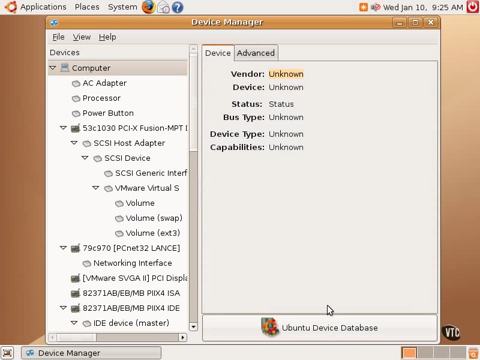 Applications Places System ? Wed Jan 10, 9:25 AM
Device Manager
File View Help
Devices
Computer
AC Adapter
Processor
Power Button
53c1030 PCI-X Fusion-MPT
SCSI Host Adapter
SCSI Device
SCSI Generic Interf
VMware Virtual S
Volume
Volume (swap)
Volume (ext3)
79c970 [PCnet32 LANCE]
Networking Interface
[VMware SVGA II] PCI Displa
82371AB/EB/MB PIIX4 ISA
82371AB/EB/MB PIIX4 IDE
IDE device (master)
Device Advanced
Vendor: Unknown
Device: Unknown
Status: Status
Bus Type: Unknown
Device Type: Unknown
Capabilities: Unknown
Ubuntu Device Database
VTC
Device Manager